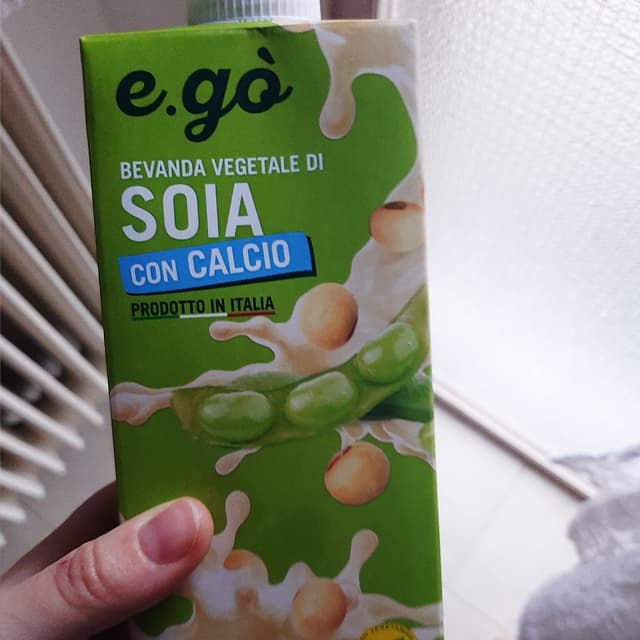 e.gò
BEVANDA VEGETALE DI
SOIA
CON CALCIO
PRODOTTO IN ITALIA